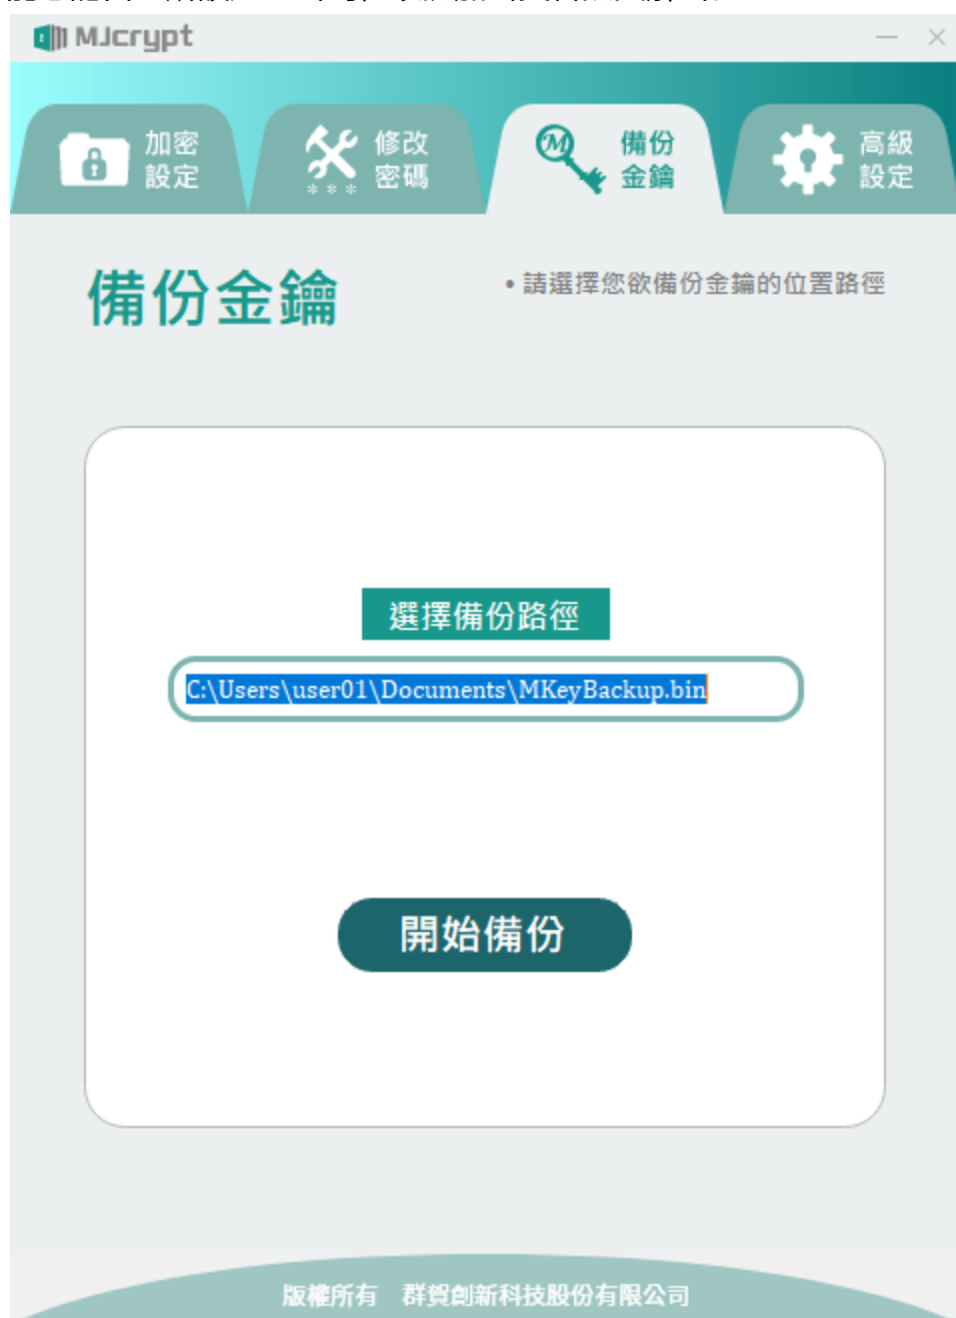 MJcrypt
加密
設定
修改
密碼
***
備份
金鑰
高級
設定
備份金鑰
•請選擇您欲備份金鑰的位置路徑
選擇備份路徑
C:\Users\user01\Documents\MKeyBackup.bin
開始備份
版權所有 群賀創新科技股份有限公司